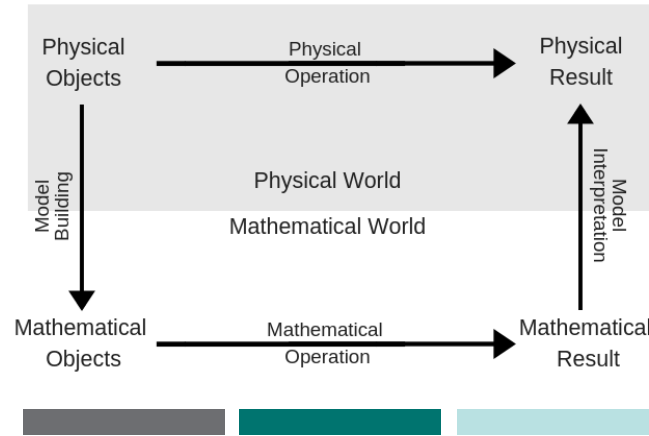 Physical
Objects
Physical
Operation
Physical
Result
Model
Building
Model
Interpretation
Physical World
Mathematical World
Mathematical
Objects
Mathematical
Operation
Mathematical
Result